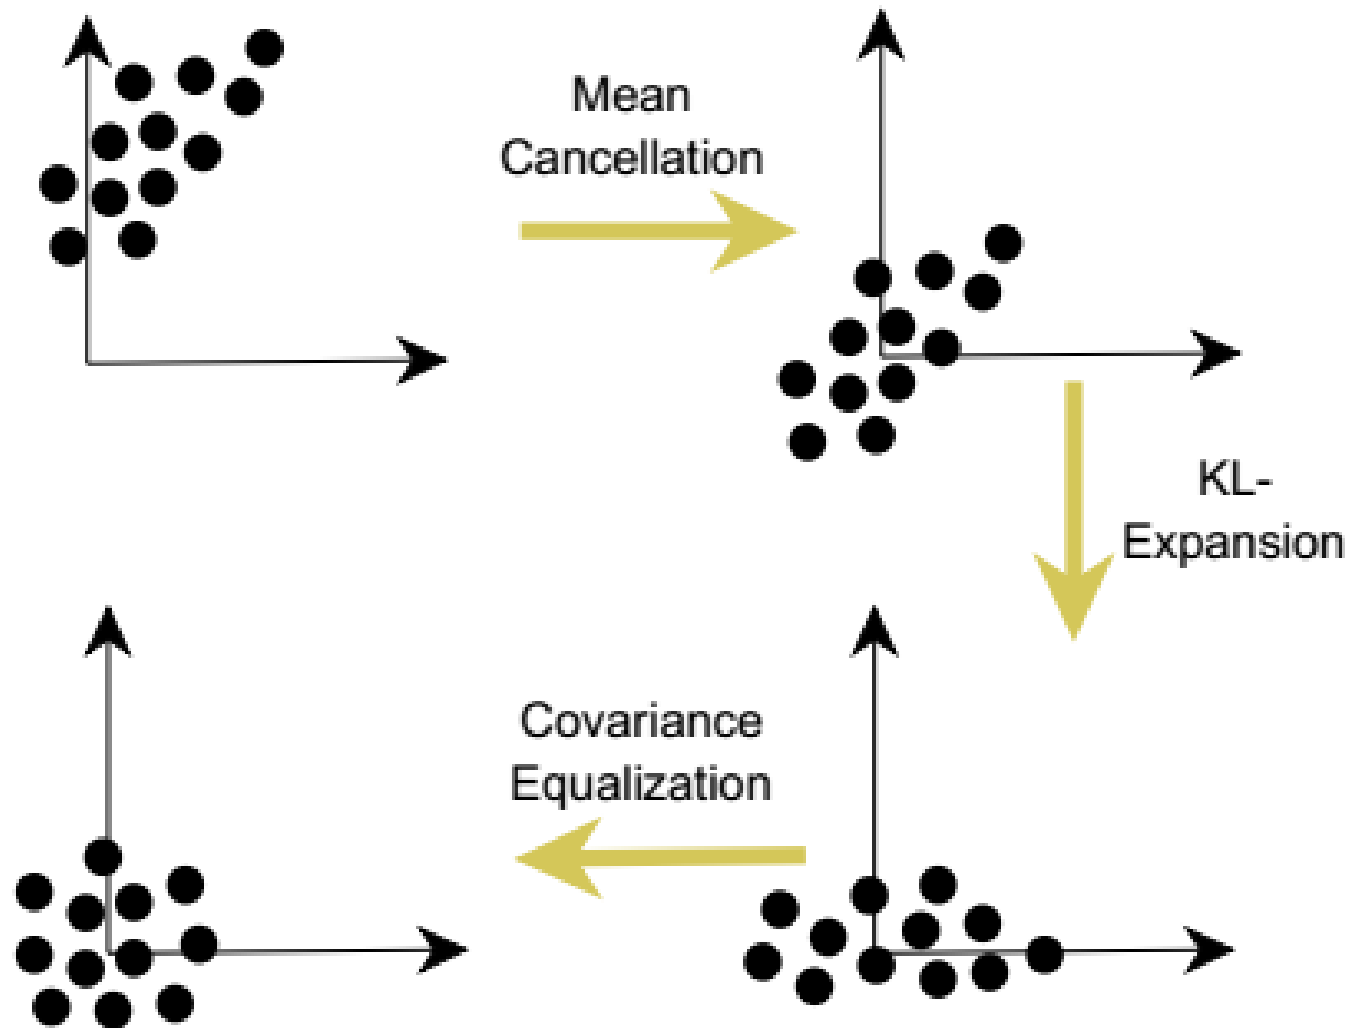 Mean
Cancellation
KL-
Expansion
Covariance
Equalization